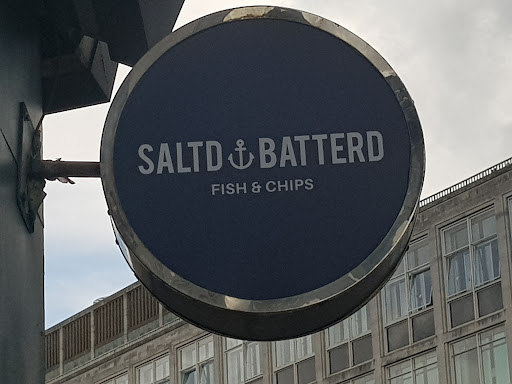 SALTD BATTERD
FISH & CHIPS